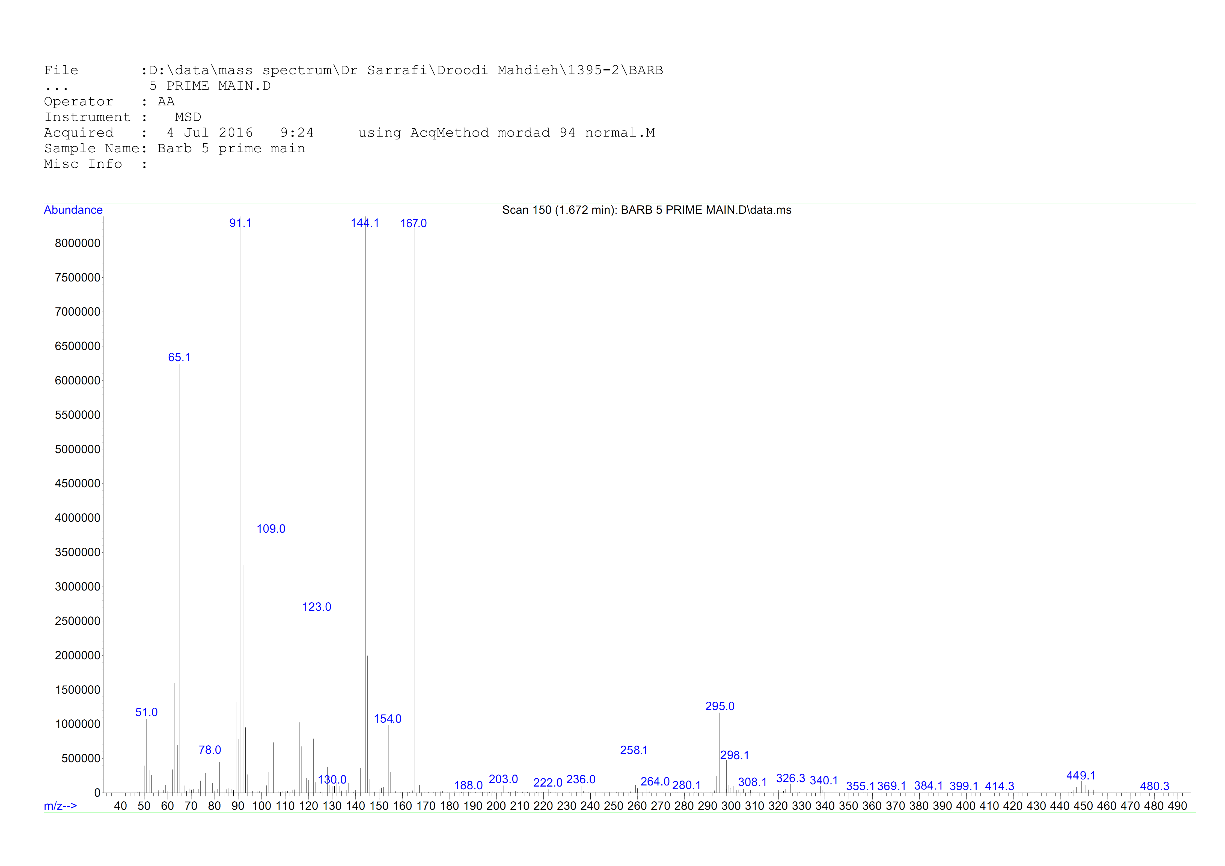 File       :D:\data\mass spectrum\Dr Sarrafi\Droodi Mahdieh\1395-2\BARB
...         5 PRIME MAIN.D
Operator   : AA
Instrument :   MSD
Acquired   :  4 Jul 2016   9:24     using AcqMethod mordad 94 normal.M
Sample Name: Barb 5 prime main
Misc Info  :
Abundance
Scan 150 (1.672 min): BARB 5 PRIME MAIN.D\data.ms
91.1 144.1 167.0
8000000
7500000
7000000
6500000
65.1
6000000
5500000
5000000
4500000
4000000
109.0
3500000
3000000
123.0
2500000
2000000
1500000
51.0 154.0 295.0
1000000
78.0 258.1 298.1
500000
130.0 188.0 203.0 222.0 236.0 264.0 280.1 308.1 326.3 340.1 355.1 369.1 384.1 399.1 414.3 449.1 480.3
0
40 50 60 70 80 90 100 110 120 130 140 150 160 170 180 190 200 210 220 230 240 250 260 270 280 290 300 310 320 330 340 350 360 370 380 390 400 410 420 430 440 450 460 470 480 490
m/z-->